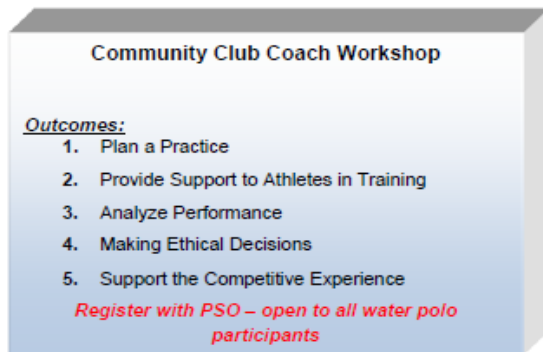 Community Club Coach Workshop
Outcomes:
1. Plan a Practice
2. Provide Support to Athletes in Training
3. Analyze Performance
4. Making Ethical Decisions
5. Support the Competitive Experience
Register with PSO – open to all water polo
participants